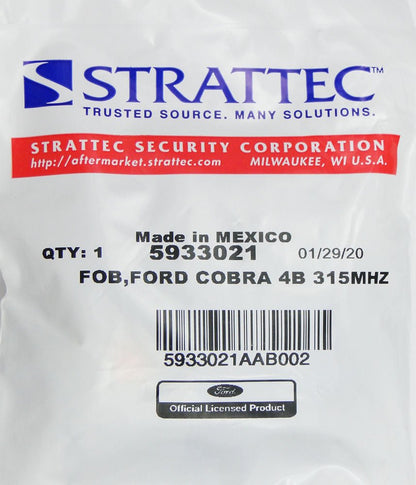 STRATTEC™
TRUSTED SOURCE. MANY SOLUTIONS.
STRATTEC SECURITY CORPORATION
http://aftermarket.strattec.com MILWAUKEE, WI U.S.A.
Made in MEXICO
QTY: 1 5933021 01/29/20
FOB,FORD COBRA 4B 315MHZ
5933021AAB002
Ford
Official Licensed Product